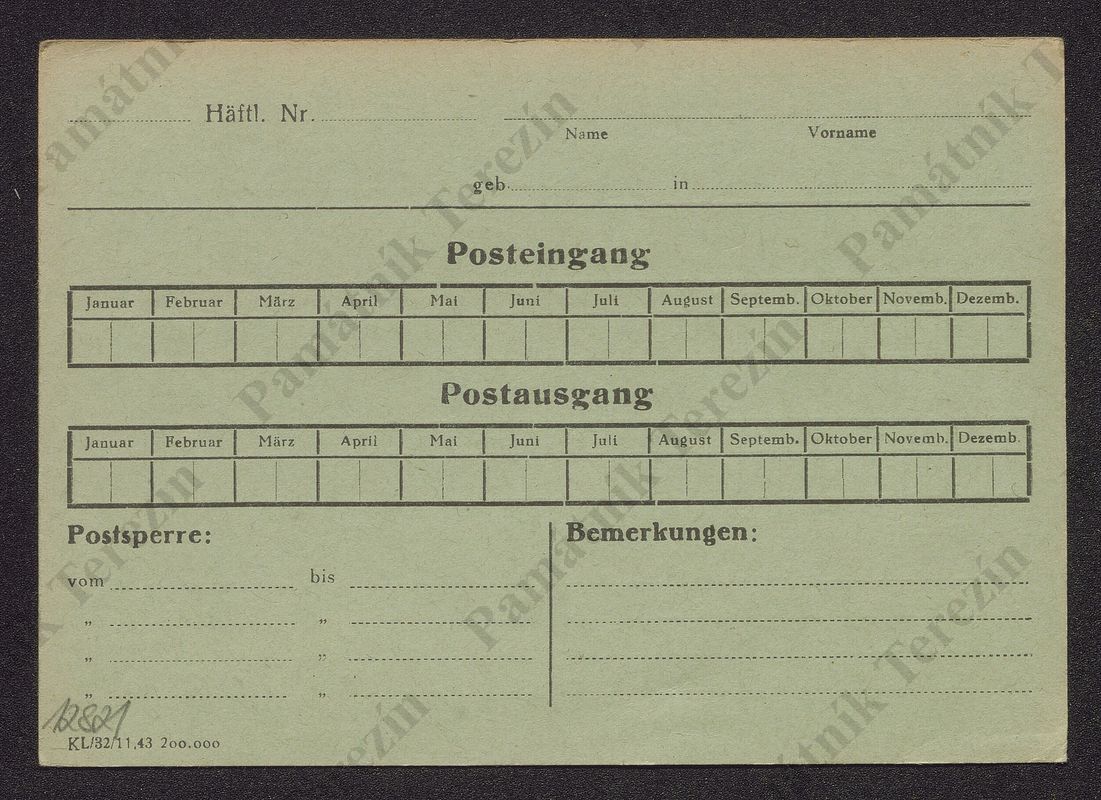 Häftl. Nr.
Name Vorname
geb. in
Posteingang
Januar Februar März April Mai Juni Juli August Septemb. Oktober Novemb. Dezemb.
Postausgang
Januar Februar März April Mai Juni Juli August Septemb. Oktober Novemb. Dezemb.
Postsperre: Bemerkungen:
vom bis
„ „
„ „
„ „
12821
KL/32/11.43 200.000
Památník Terezín